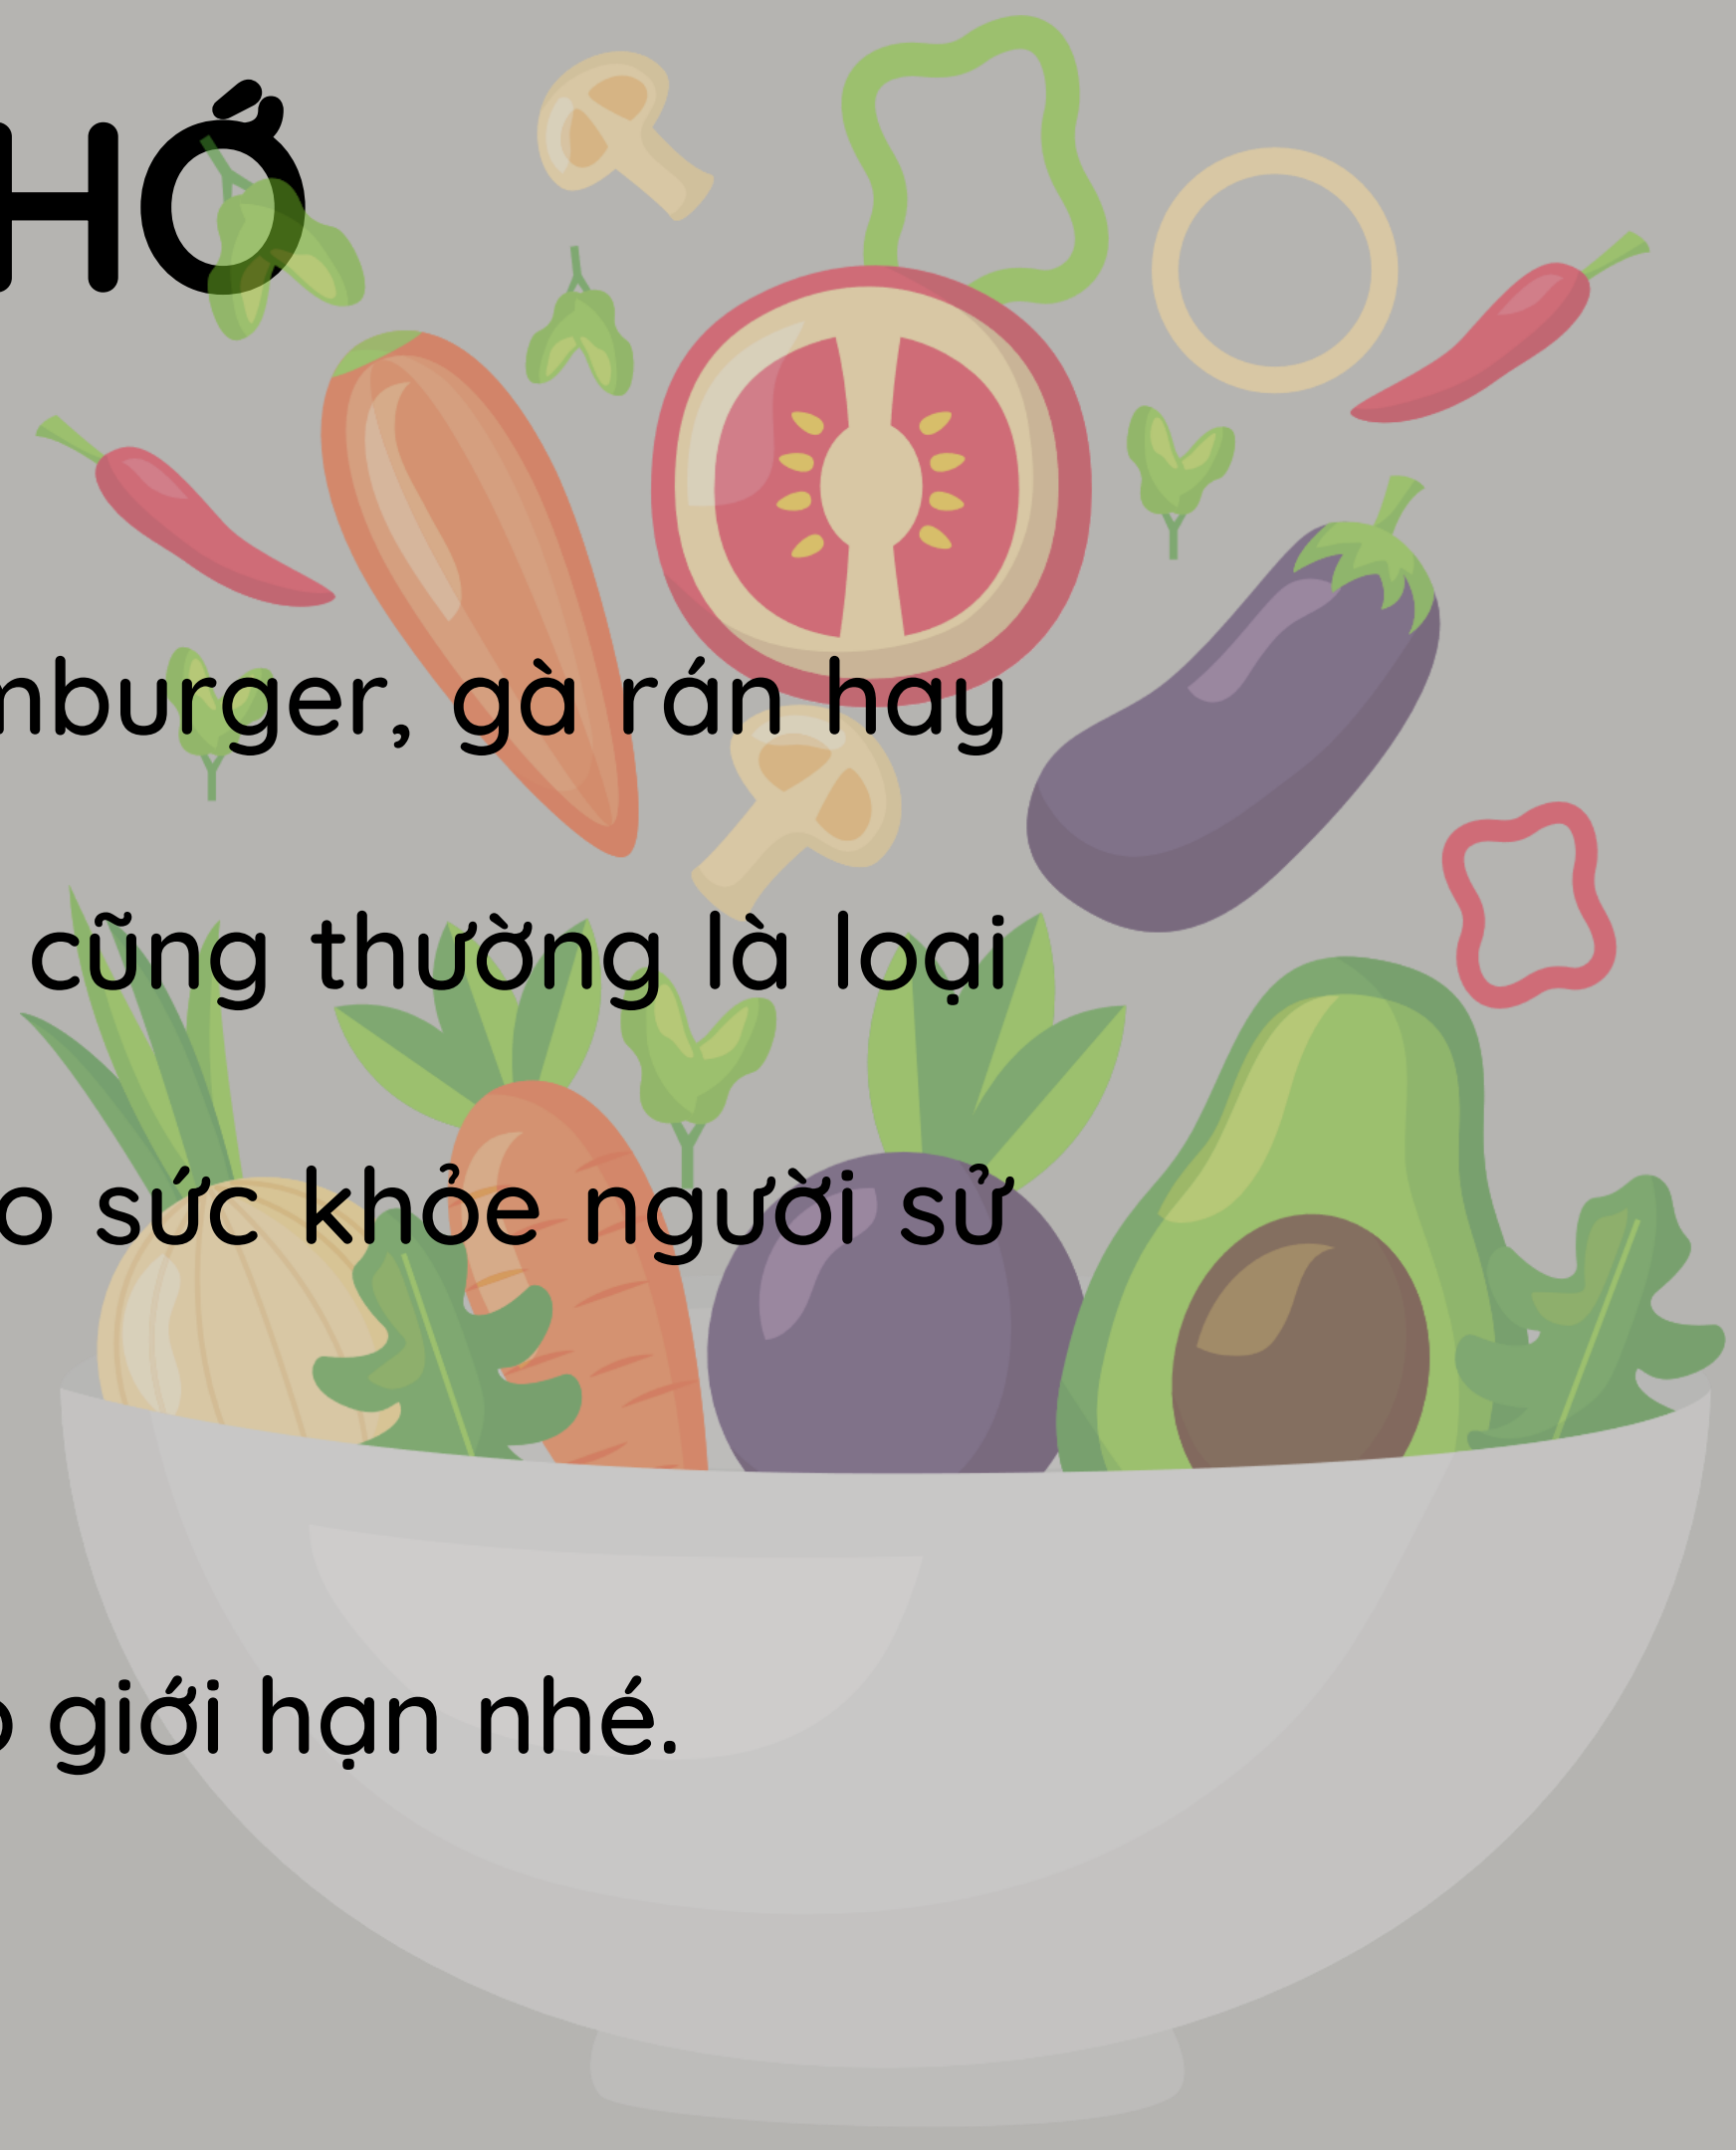 HỚ
mburger, gà rán hay
cũng thường là loại
o sức khỏe người sử
giới hạn nhé.